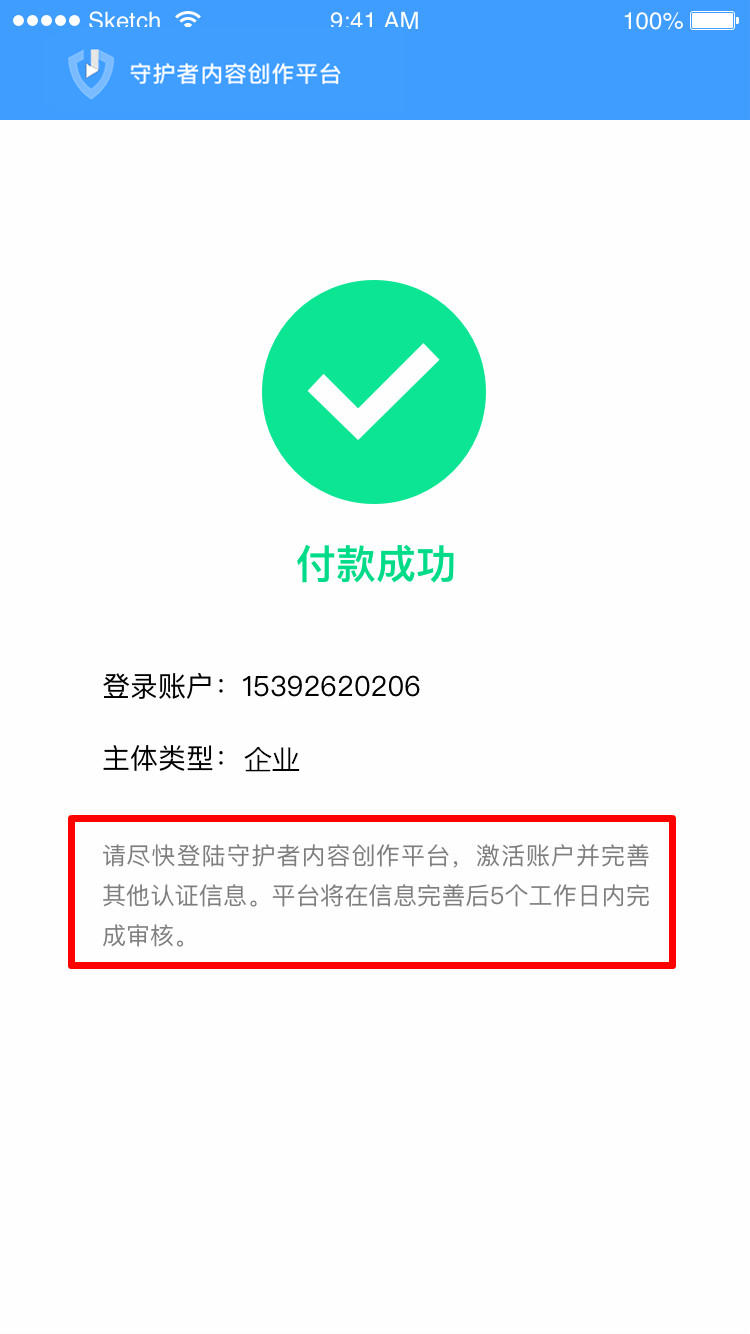 Sketch 9:41 AM 100%
守护者内容创作平台
付款成功
登录账户：15392620206
主体类型：企业
请尽快登陆守护者内容创作平台，激活账户并完善
其他认证信息。平台将在信息完善后5个工作日内完
成审核。